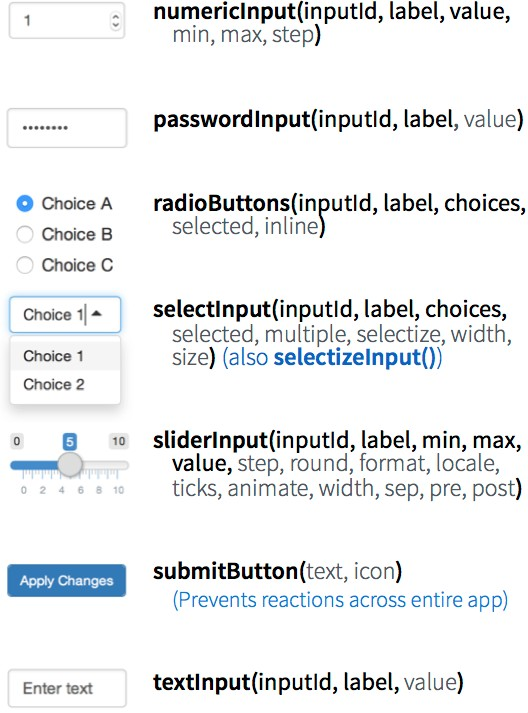 1
numericInput(inputId, label, value,
min, max, step)
••••••••
passwordInput(inputId, label, value)
Choice A
Choice B
Choice C
radioButtons(inputId, label, choices,
selected, inline)
Choice 1
Choice 1
Choice 2
selectInput(inputId, label, choices,
selected, multiple, selectize, width,
size) (also selectizeInput())
0 5 10
0 2 4 6 8 10
sliderInput(inputId, label, min, max,
value, step, round, format, locale,
ticks, animate, width, sep, pre, post)
Apply Changes
submitButton(text, icon)
(Prevents reactions across entire app)
Enter text
textInput(inputId, label, value)